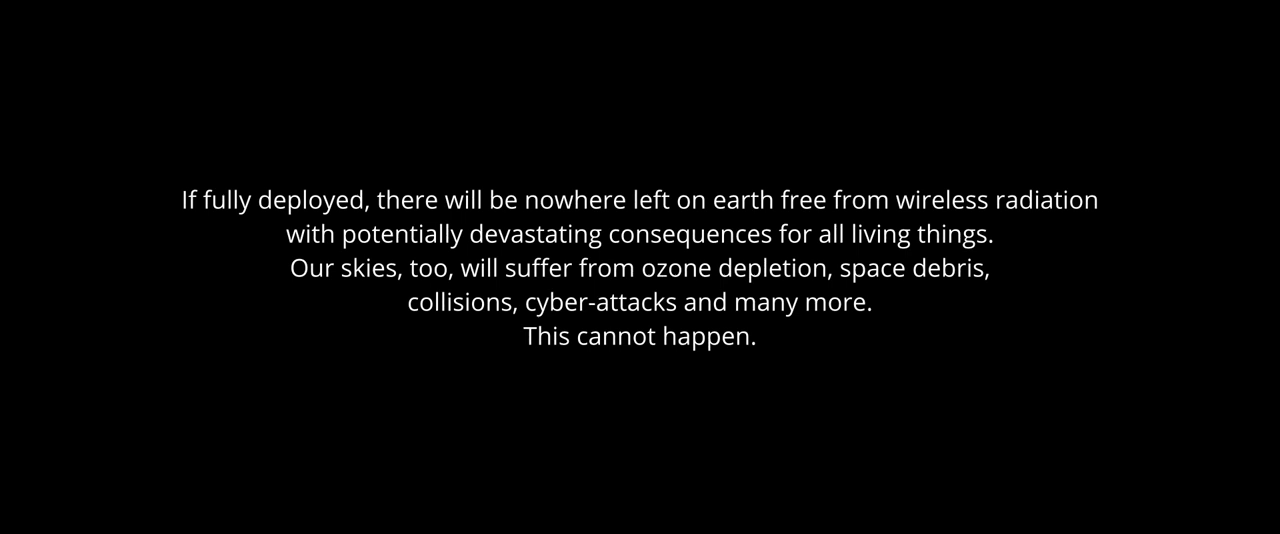 If fully deployed, there will be nowhere left on earth free from wireless radiation
with potentially devastating consequences for all living things.
Our skies, too, will suffer from ozone depletion, space debris,
collisions, cyber-attacks and many more.
This cannot happen.